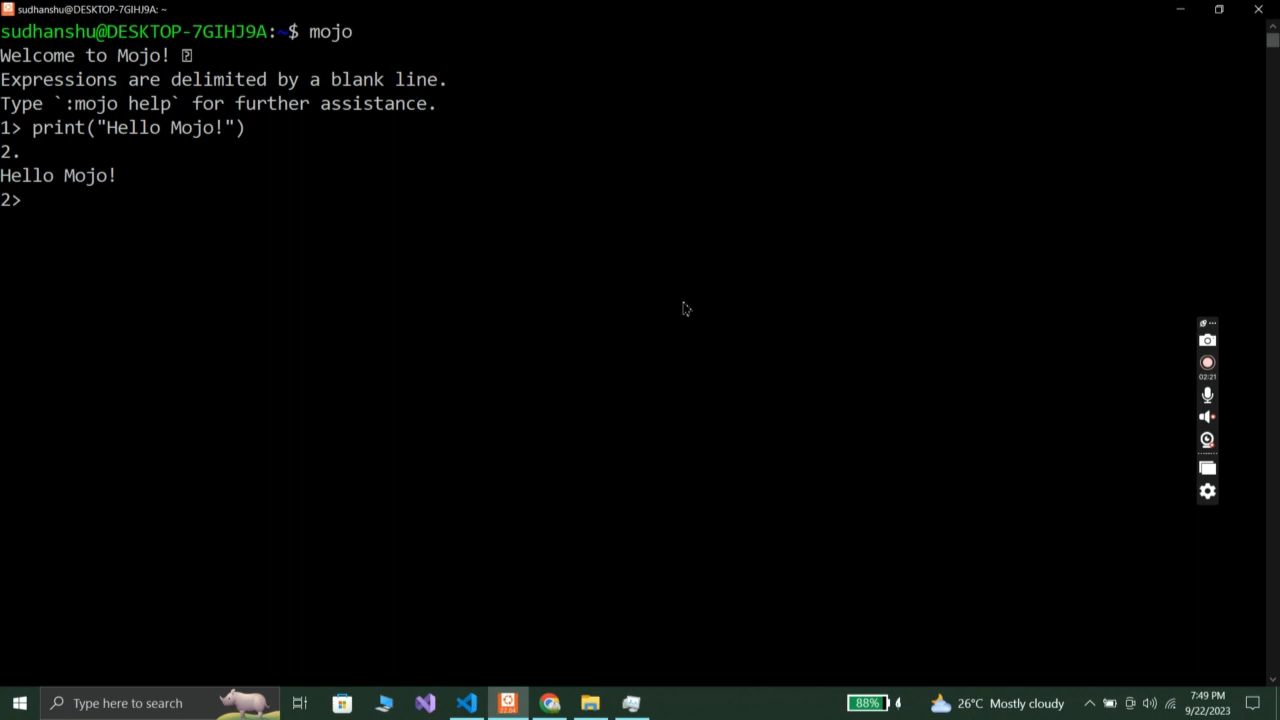 sudhanshu@DESKTOP-7GIHJ9A: ~
sudhanshu@DESKTOP-7GIHJ9A:~$ mojo
Welcome to Mojo!
Expressions are delimited by a blank line.
Type `:mojo help` for further assistance.
1> print("Hello Mojo!")
2.
Hello Mojo!
2>
02:21
Type here to search
22.04
88%
26°C Mostly cloudy
7:49 PM
9/22/2023